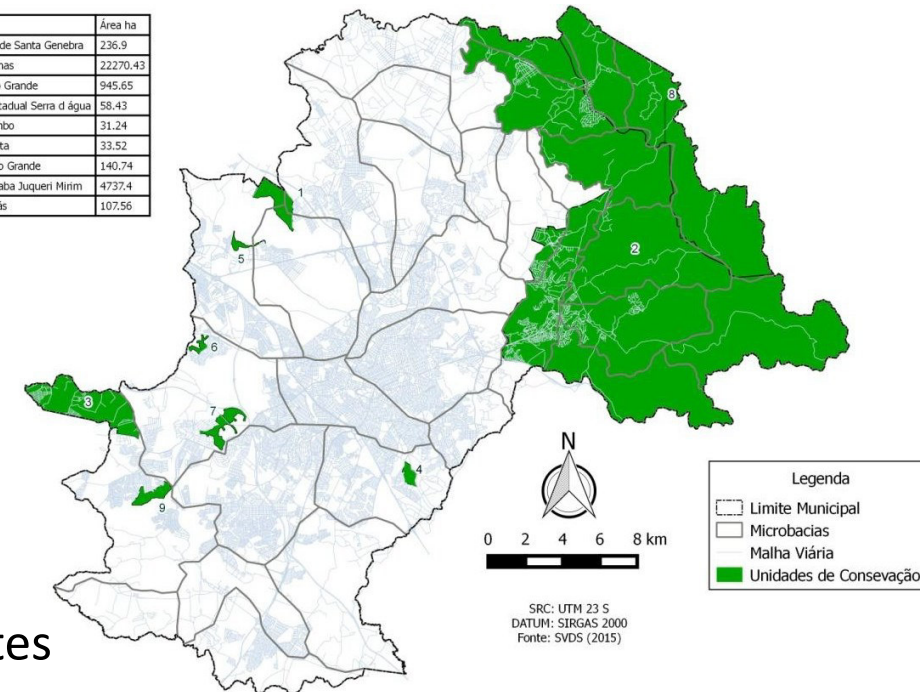 Área ha
de Santa Genebra 236.9
nas 22270.43
o Grande 945.65
tadual Serra d água 58.43
nbo 31.24
ta 33.52
o Grande 140.74
aba Juqueri Mirim 4737.4
ás 107.56
8
1
2
5
6
3
7
4
9
N
0 2 4 6 8 km
SRC: UTM 23 S
DATUM: SIRGAS 2000
Fonte: SVDS (2015)
Legenda
Limite Municipal
Microbacias
Malha Viária
Unidades de Consevação
tes